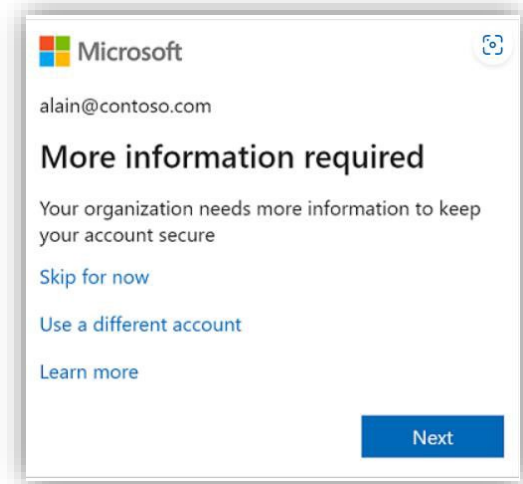 Microsoft
alain@contoso.com
More information required
Your organization needs more information to keep
your account secure
Skip for now
Use a different account
Learn more
Next